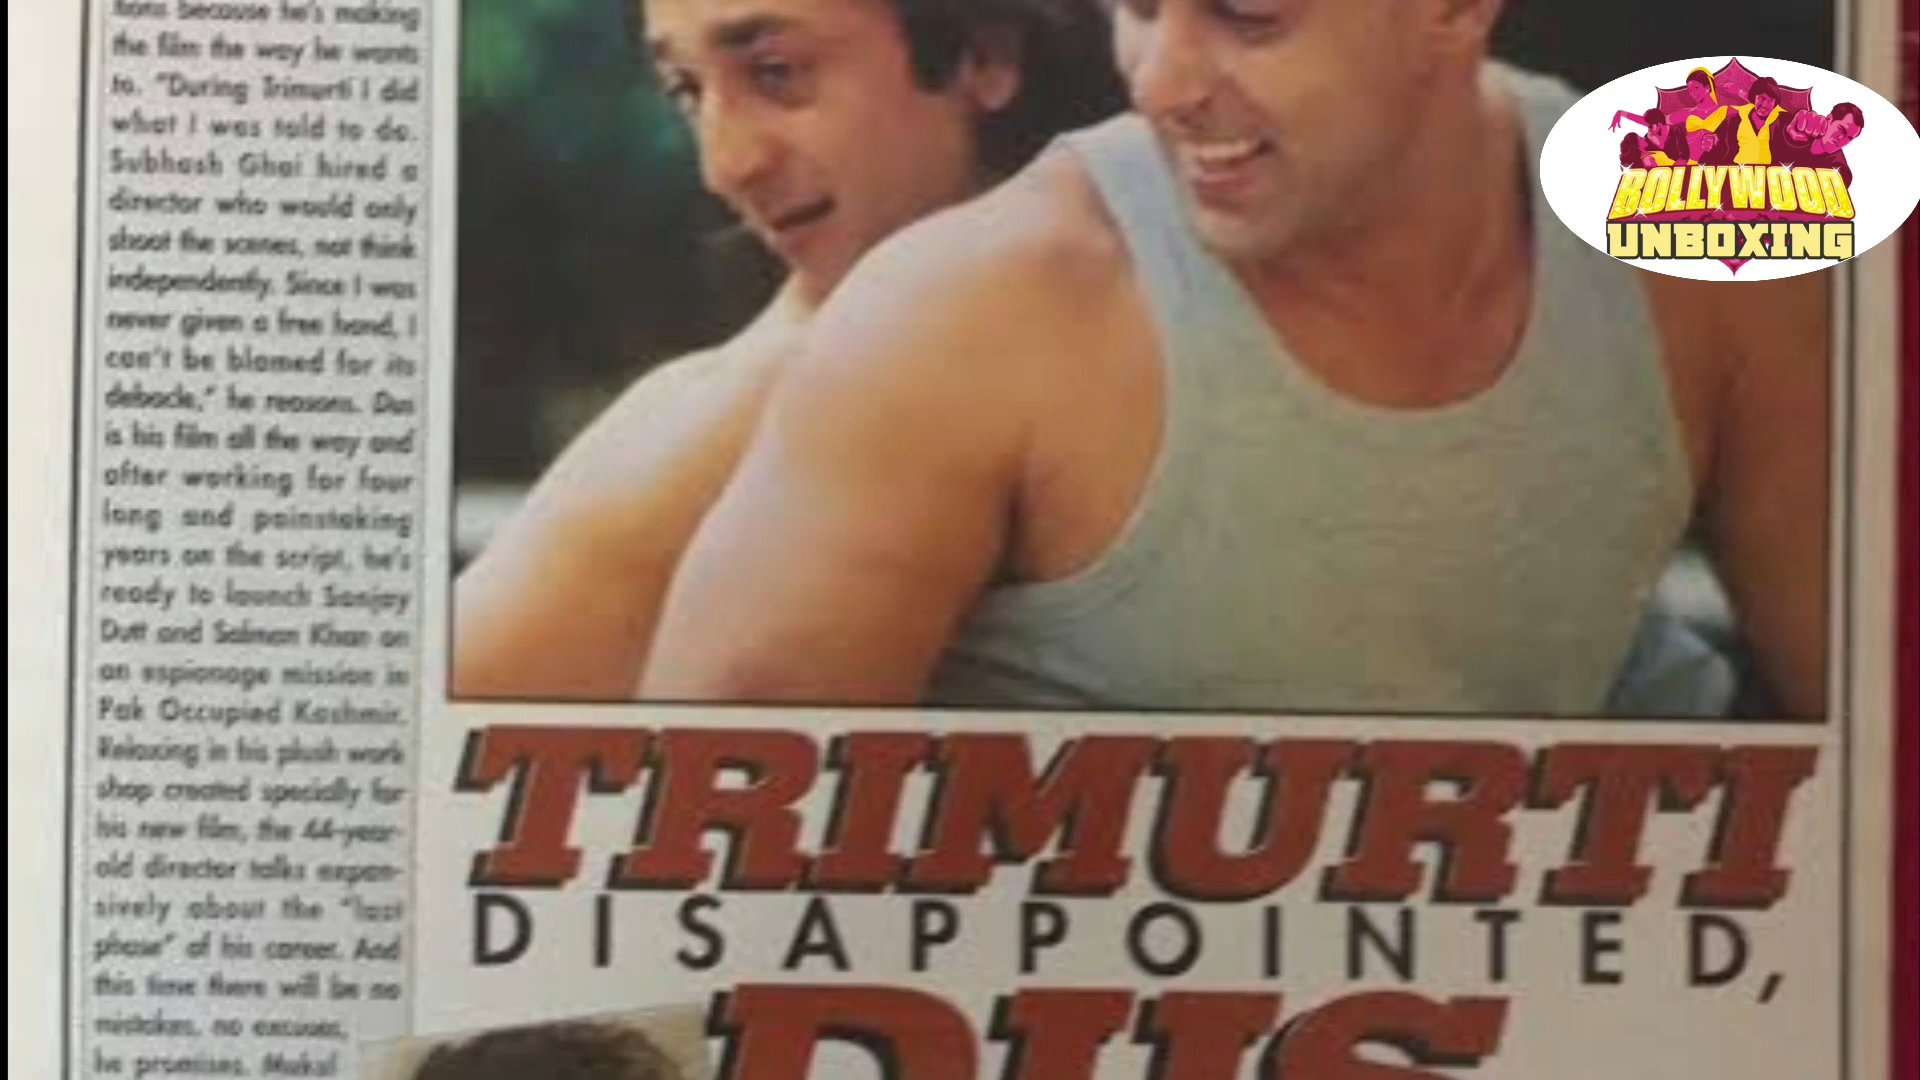 tions because he's making
the film the way he wants
to. "During Trimurti I did
what I was told to do.
Subhash Ghai hired a
director who would only
shoot the scenes, not think
independently. Since I was
never given a free hand, I
can't be blamed for its
debacle," he reasons. Dus
is his film all the way and
after working for four
long and painstaking
years on the script, he's
ready to launch Sanjay
Dutt and Salman Khan on
an espionage mission in
Pak Occupied Kashmir.
Relaxing in his plush work
shop created specially for
his new film, the 44-year-
old director talks expan-
sively about the "last
phase" of his career. And
this time there will be no
mistakes, no excuses,
he promises. Mukul
TRIMURTI
DISAPPOINTED,
DUS
BOLLYWOOD
UNBOXING